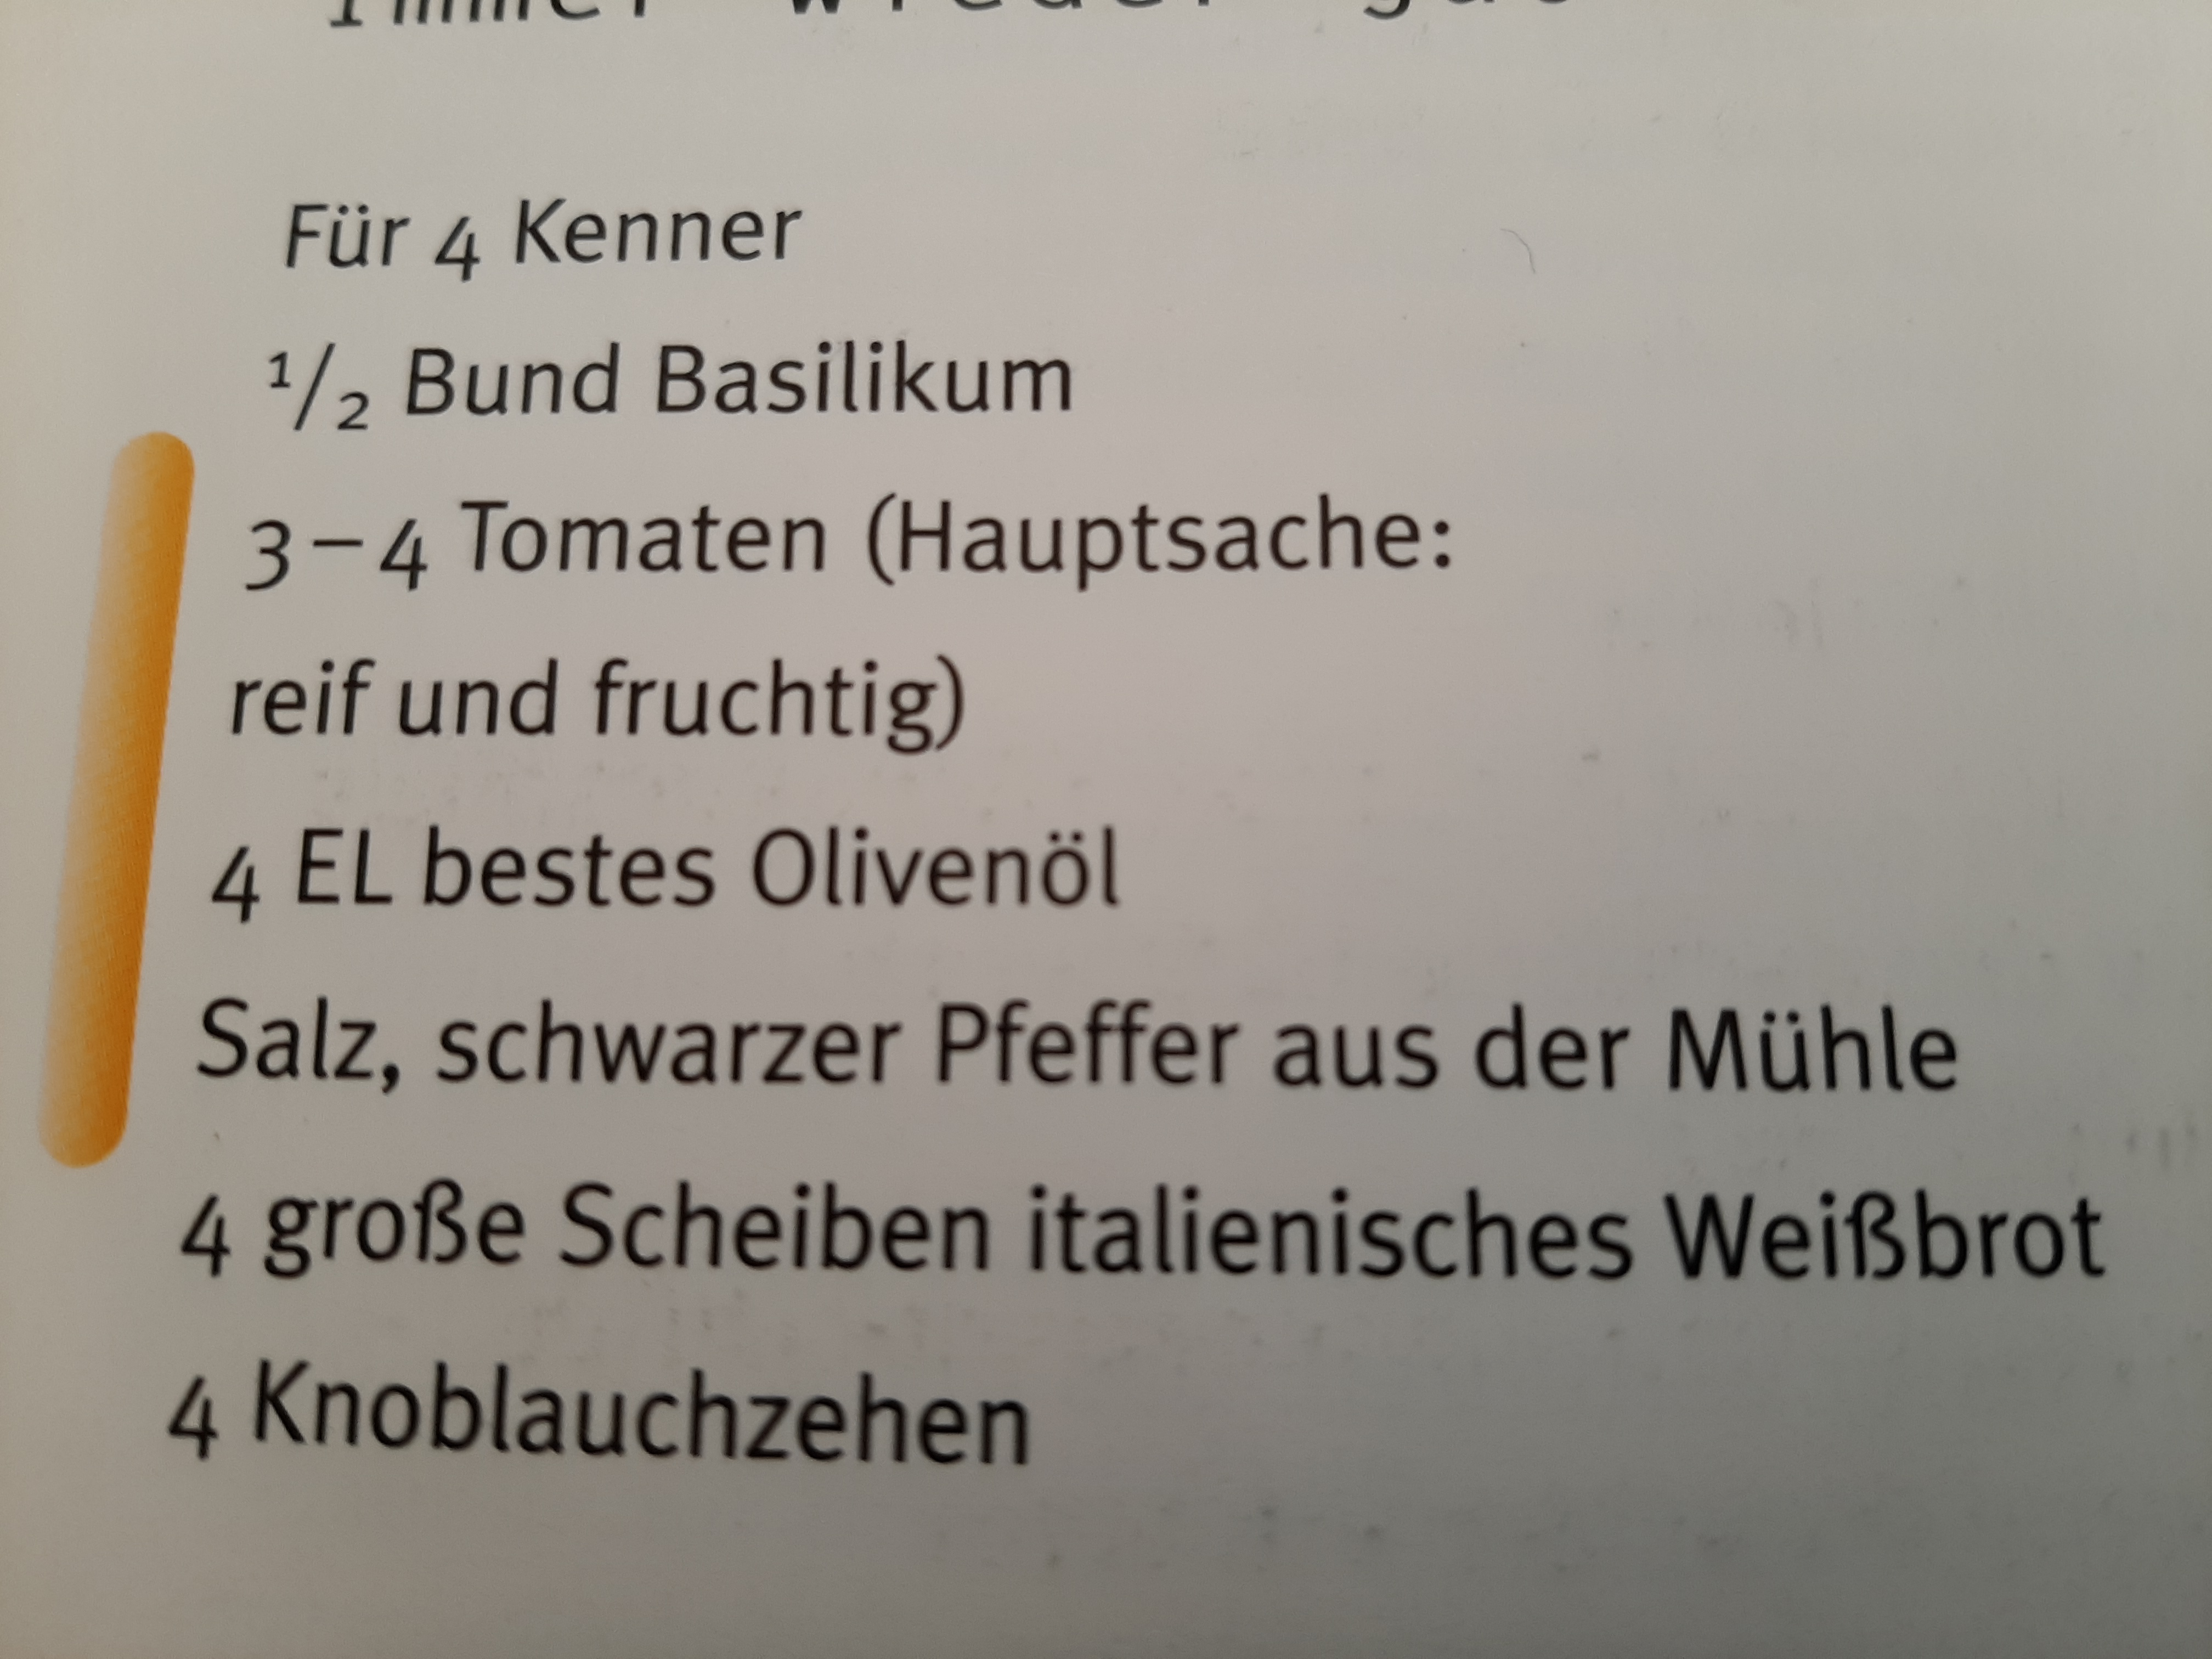 Für 4 Kenner
1/2 Bund Basilikum
3–4 Tomaten (Hauptsache:
reif und fruchtig)
4 EL bestes Olivenöl
Salz, schwarzer Pfeffer aus der Mühle
4 große Scheiben italienisches Weißbrot
4 Knoblauchzehen